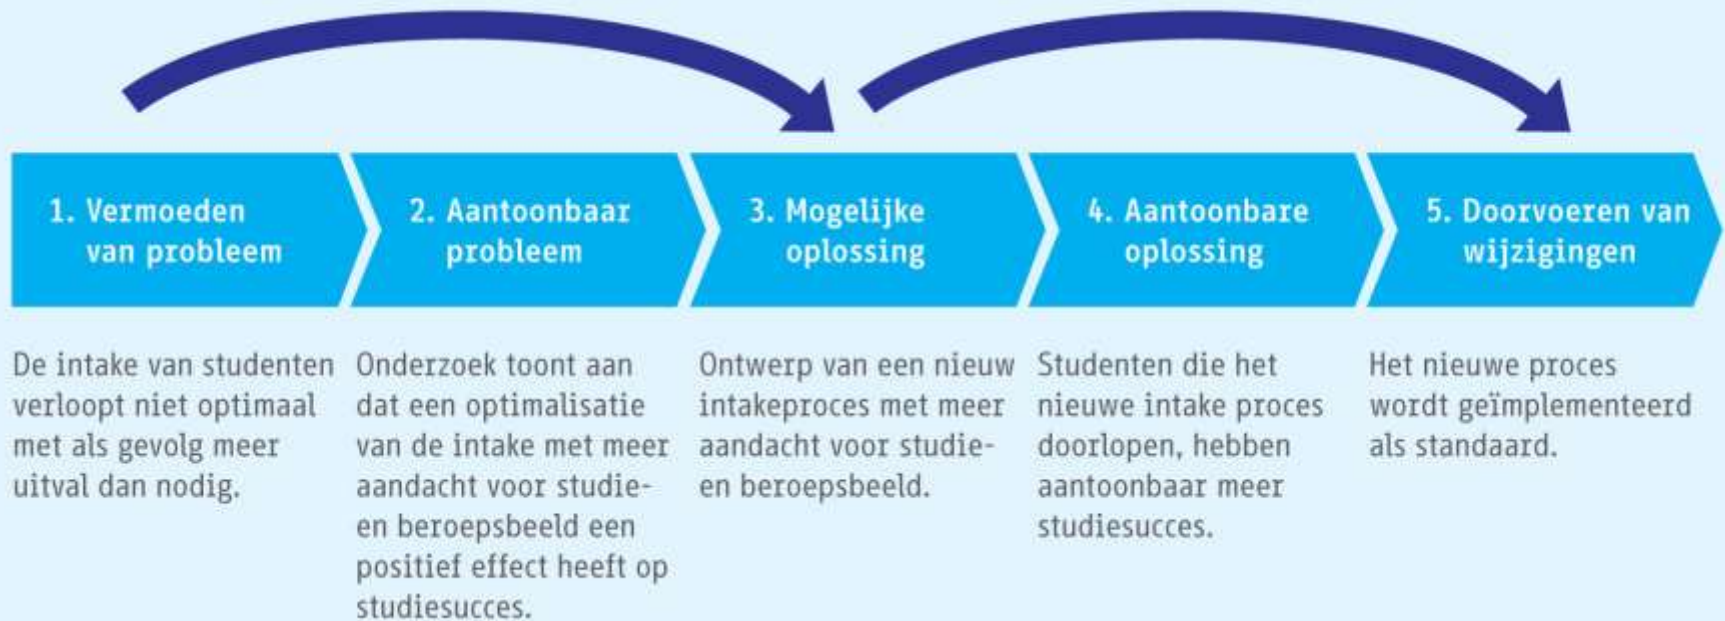 1. Vermoeden
van probleem
2. Aantoonbaar
probleem
3. Mogelijke
oplossing
4. Aantoonbare
oplossing
5. Doorvoeren van
wijzigingen
De intake van studenten
verloopt niet optimaal
met als gevolg meer
uitval dan nodig.
Onderzoek toont aan
dat een optimalisatie
van de intake met meer
aandacht voor studie-
en beroepsbeeld een
positief effect heeft op
studiesucces.
Ontwerp van een nieuw
intakeproces met meer
aandacht voor studie-
en beroepsbeeld.
Studenten die het
nieuwe intake proces
doorlopen, hebben
aantoonbaar meer
studiesucces.
Het nieuwe proces
wordt geïmplementeerd
als standaard.